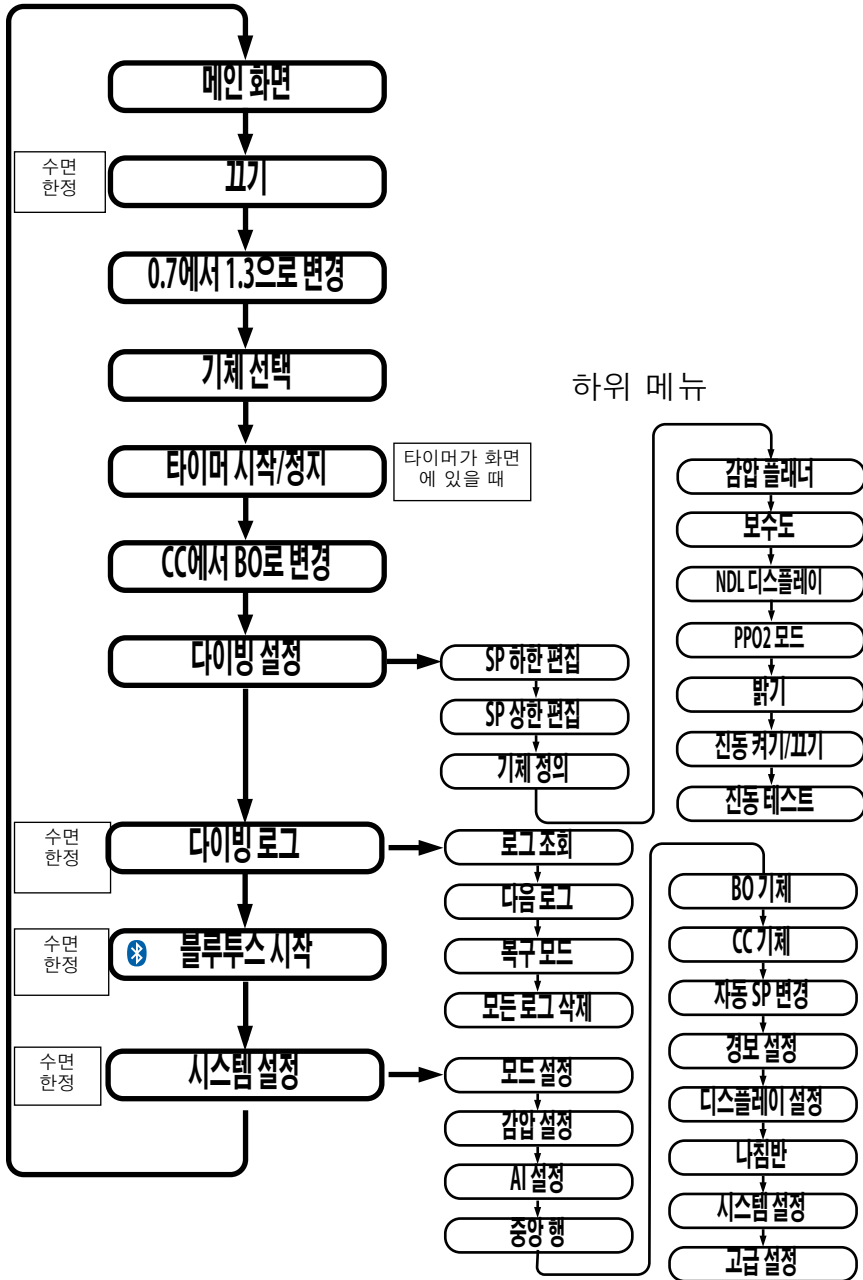 메인 화면
수면
한정
끄기
0.7에서 1.3으로 변경
기체 선택
타이머 시작/정지
타이머가 화면
에 있을 때
CC에서 BO로 변경
다이빙 설정
수면
한정
다이빙 로그
수면
한정
블루투스 시작
수면
한정
시스템 설정
하위 메뉴
SP 하한 편집
SP 상한 편집
기체 정의
감압 플래너
보수도
NDL 디스플레이
PPO2 모드
밝기
진동 켜기/끄기
진동 테스트
로그 조회
다음 로그
복구 모드
모든 로그 삭제
모드 설정
감압 설정
AI 설정
중앙 행
BO 기체
CC 기체
자동 SP 변경
경보 설정
디스플레이 설정
나침반
시스템 설정
고급 설정